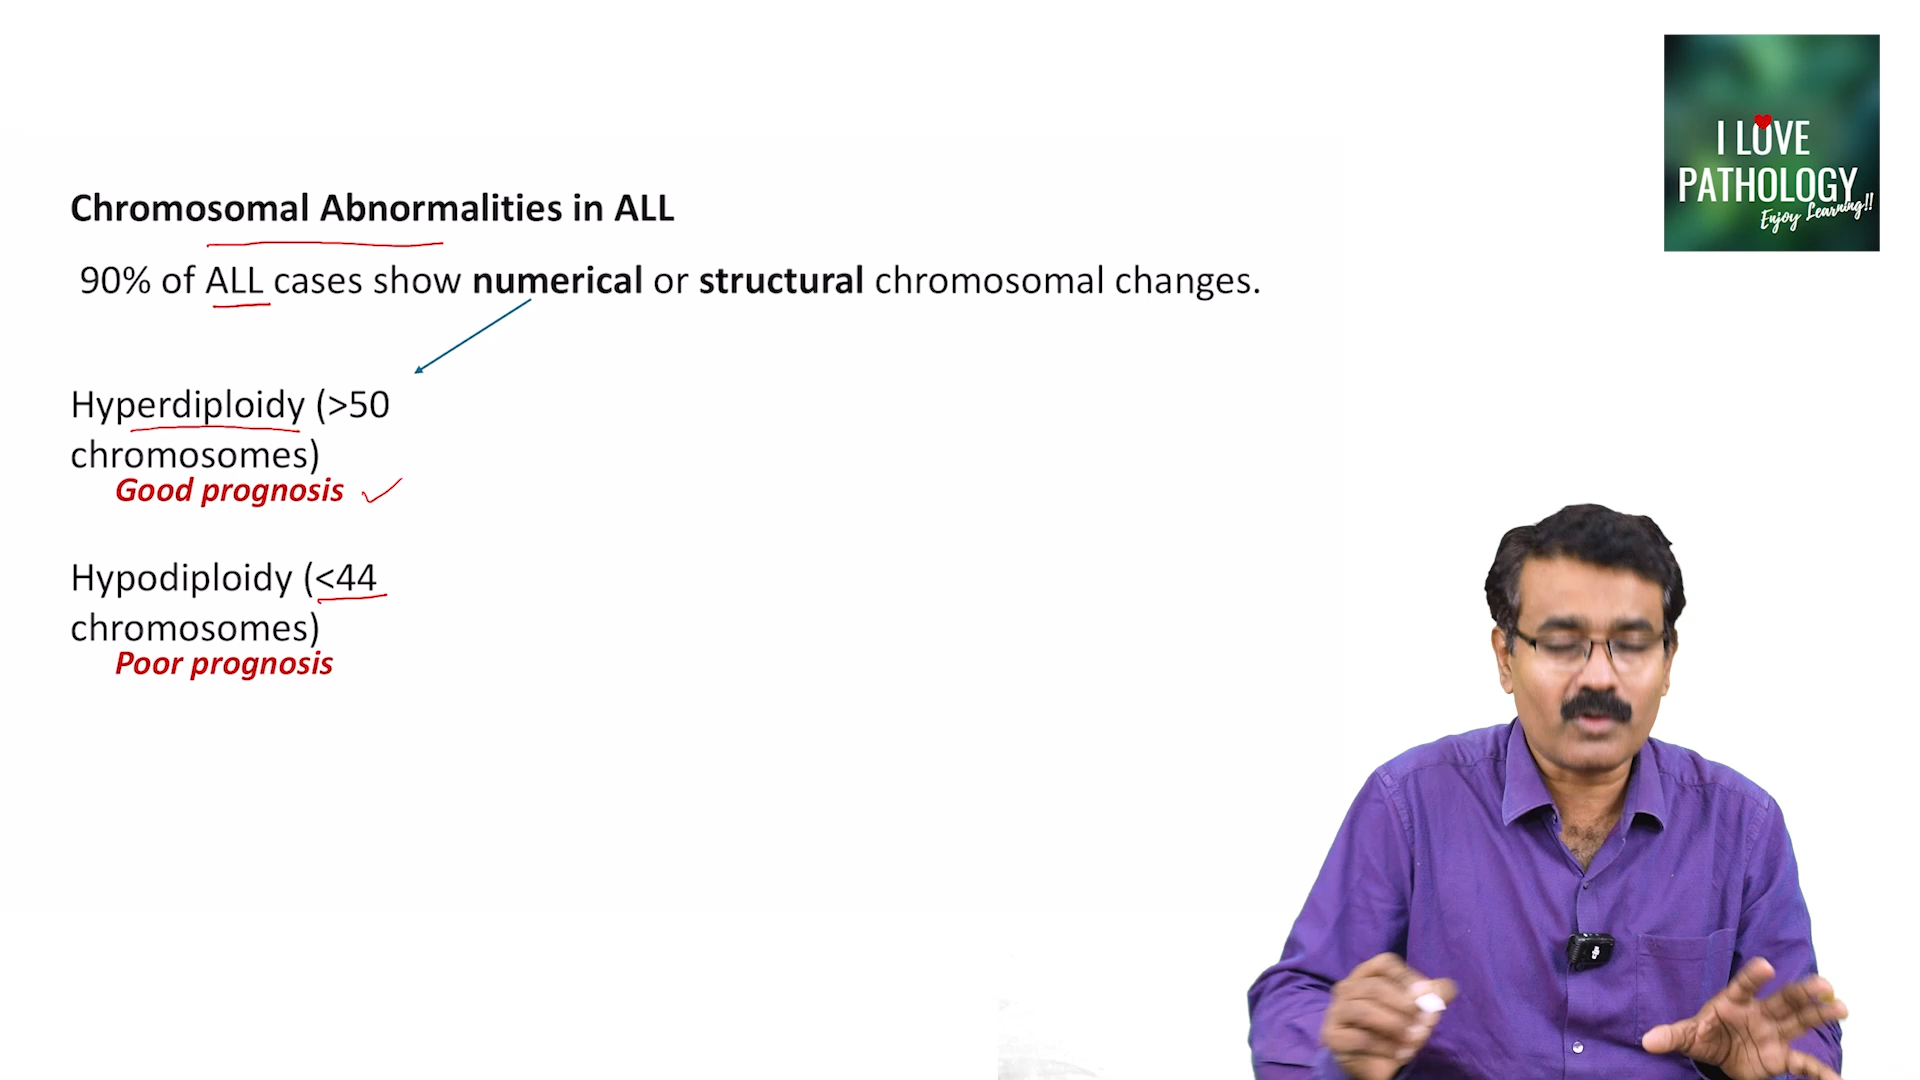 I LOVE
PATHOLOGY
Enjoy Learning!!
Chromosomal Abnormalities in ALL
90% of ALL cases show numerical or structural chromosomal changes.
Hyperdiploidy (>50
chromosomes)
Good prognosis
Hypodiploidy (<44
chromosomes)
Poor prognosis